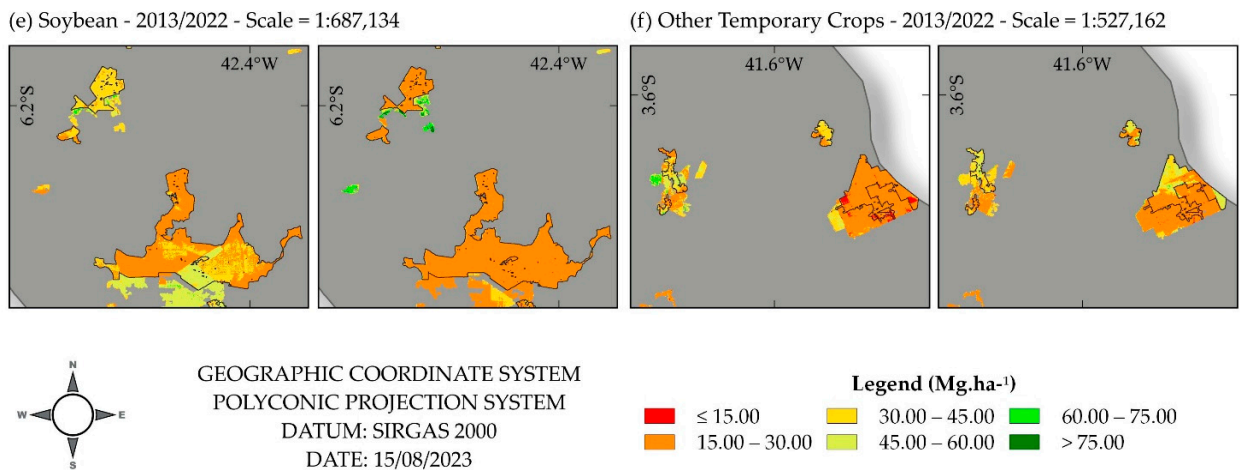 (e) Soybean - 2013/2022 - Scale = 1:687,134
(f) Other Temporary Crops - 2013/2022 - Scale = 1:527,162
42.4°W
42.4°W
41.6°W
41.6°W
6.2°S
6.2°S
3.6°S
3.6°S
N
W
E
S
GEOGRAPHIC COORDINATE SYSTEM
POLYCONIC PROJECTION SYSTEM
DATUM: SIRGAS 2000
DATE: 15/08/2023
Legend (Mg.ha-¹)
≤ 15.00
30.00 – 45.00
60.00 – 75.00
15.00 – 30.00
45.00 – 60.00
> 75.00